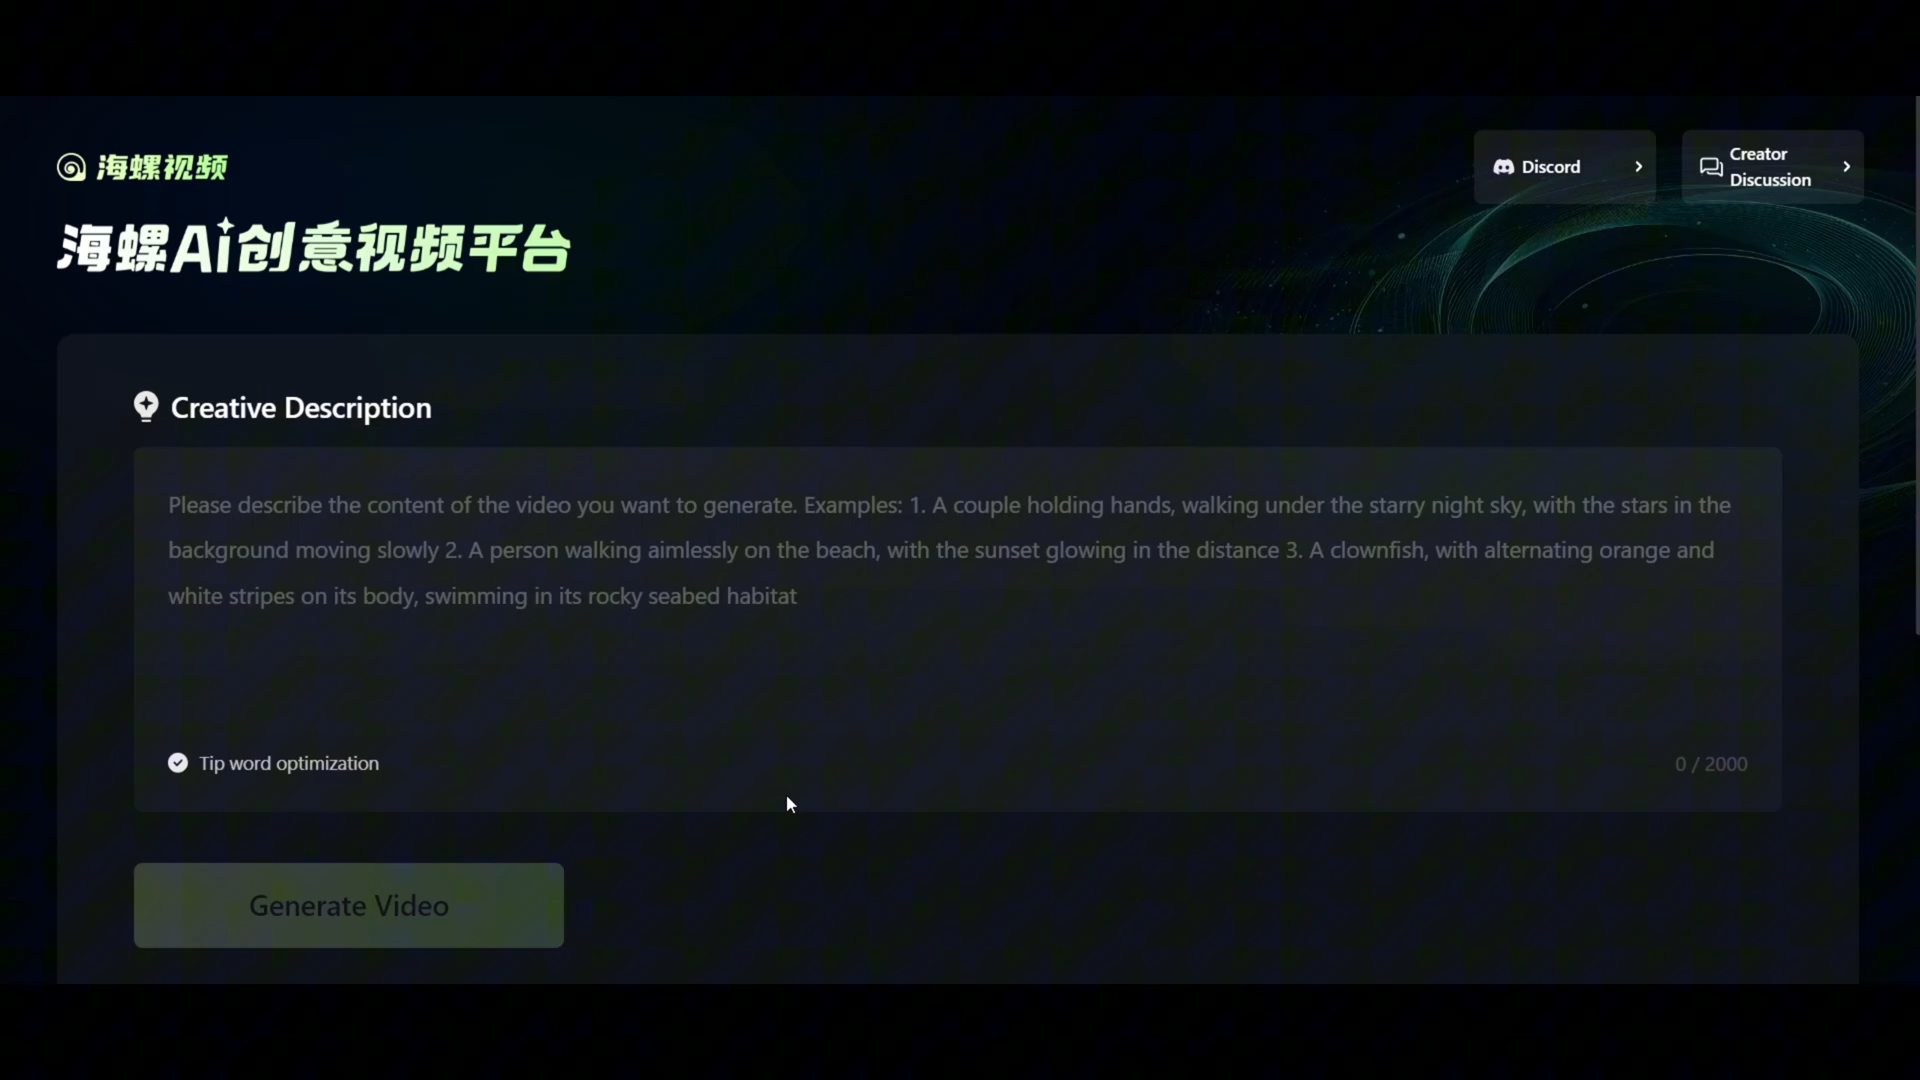 海螺视频
Discord
Creator
Discussion
海螺Ai创意视频平台
Creative Description
Please describe the content of the video you want to generate. Examples: 1. A couple holding hands, walking under the starry night sky, with the stars in the
background moving slowly 2. A person walking aimlessly on the beach, with the sunset glowing in the distance 3. A clownfish, with alternating orange and
white stripes on its body, swimming in its rocky seabed habitat
Tip word optimization
0 / 2000
Generate Video